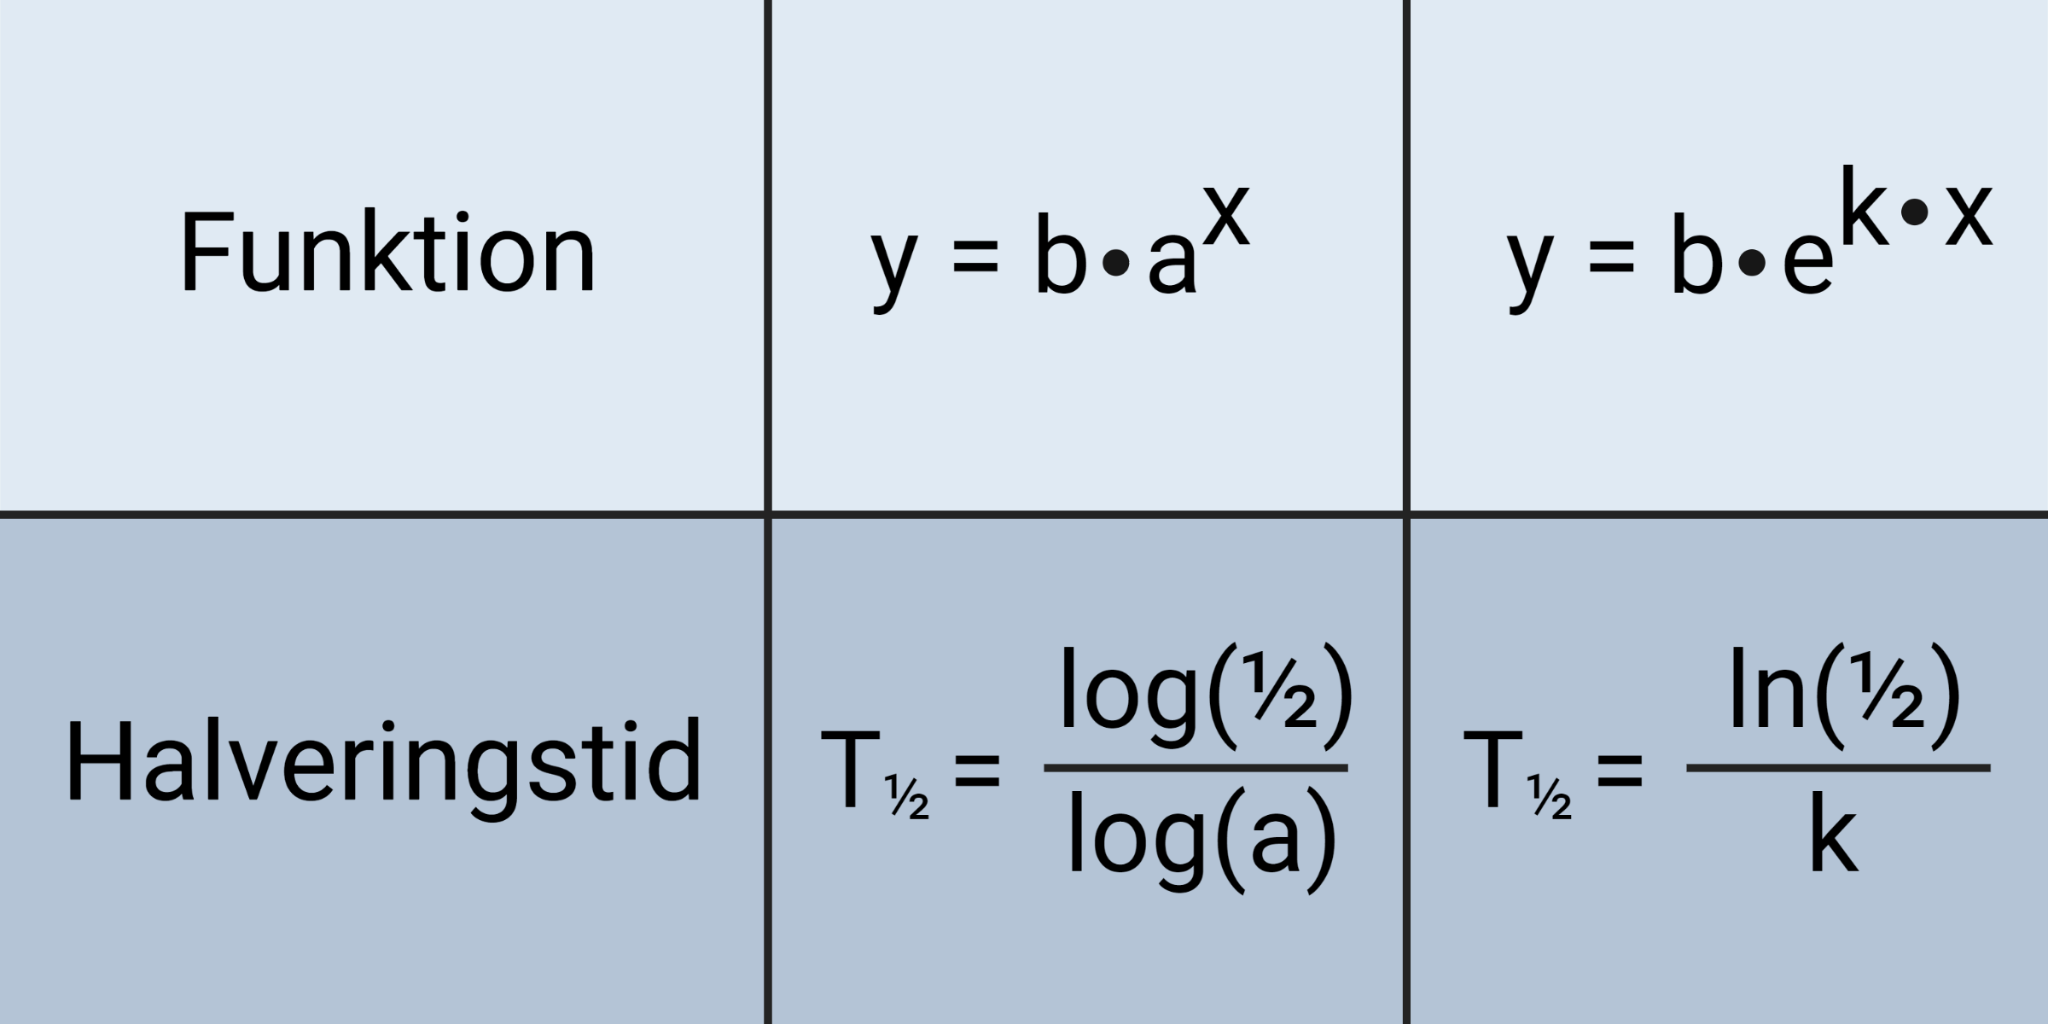 Funktion
y = b•a^x
y = b•e^k•x
Halveringstid
T½ = log(½) / log(a)
T½ = ln(½) / k